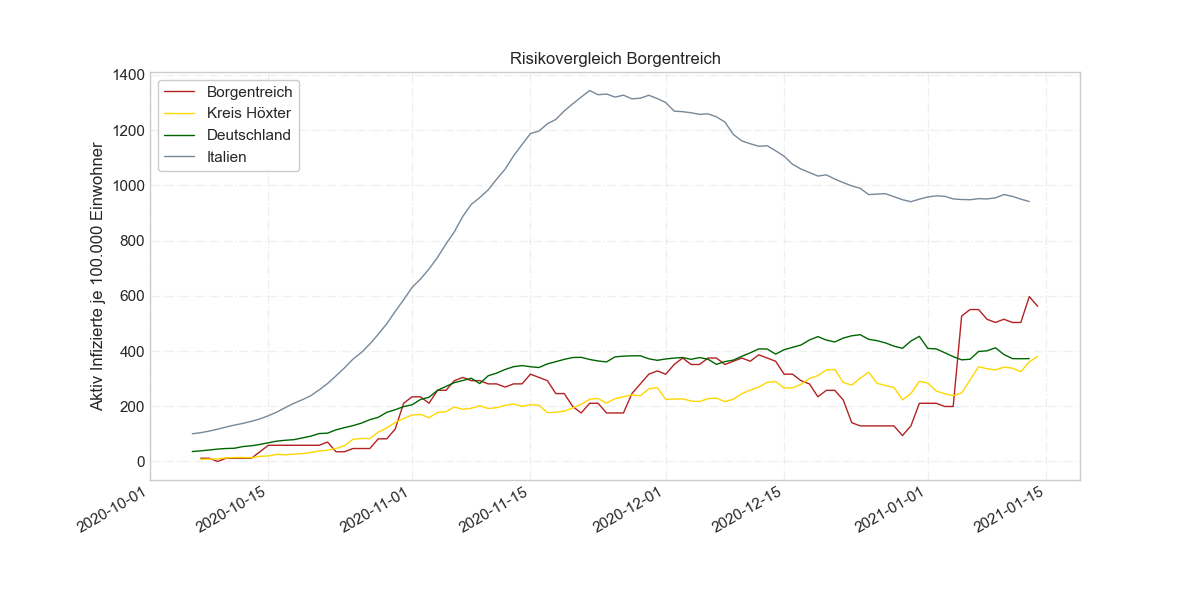 Risikovergleich Borgentreich
Aktiv Infizierte je 100.000 Einwohner
1400
1200
1000
800
600
400
200
0
Borgentreich
Kreis Höxter
Deutschland
Italien
2020-10-01
2020-10-15
2020-11-01
2020-11-15
2020-12-01
2020-12-15
2021-01-01
2021-01-15